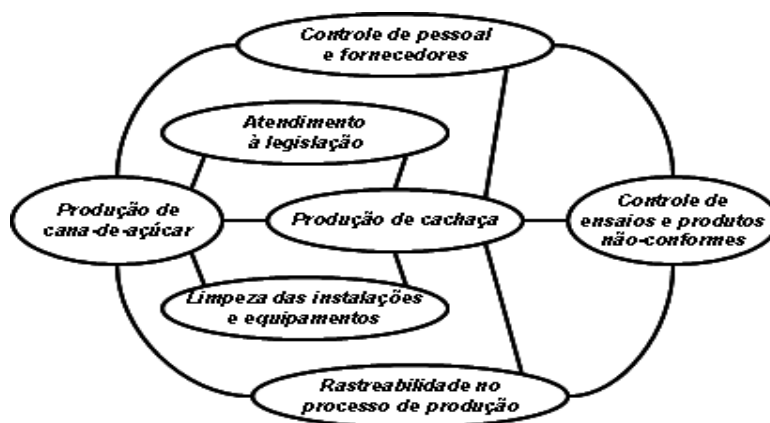 Controle de pessoal
e fornecedores
Atendimento
à legislação
Produção de
cana-de-açúcar
Produção de cachaça
Controle de
ensaios e produtos
não-conformes
Limpeza das instalações
e equipamentos
Rastreabilidade no
processo de produção